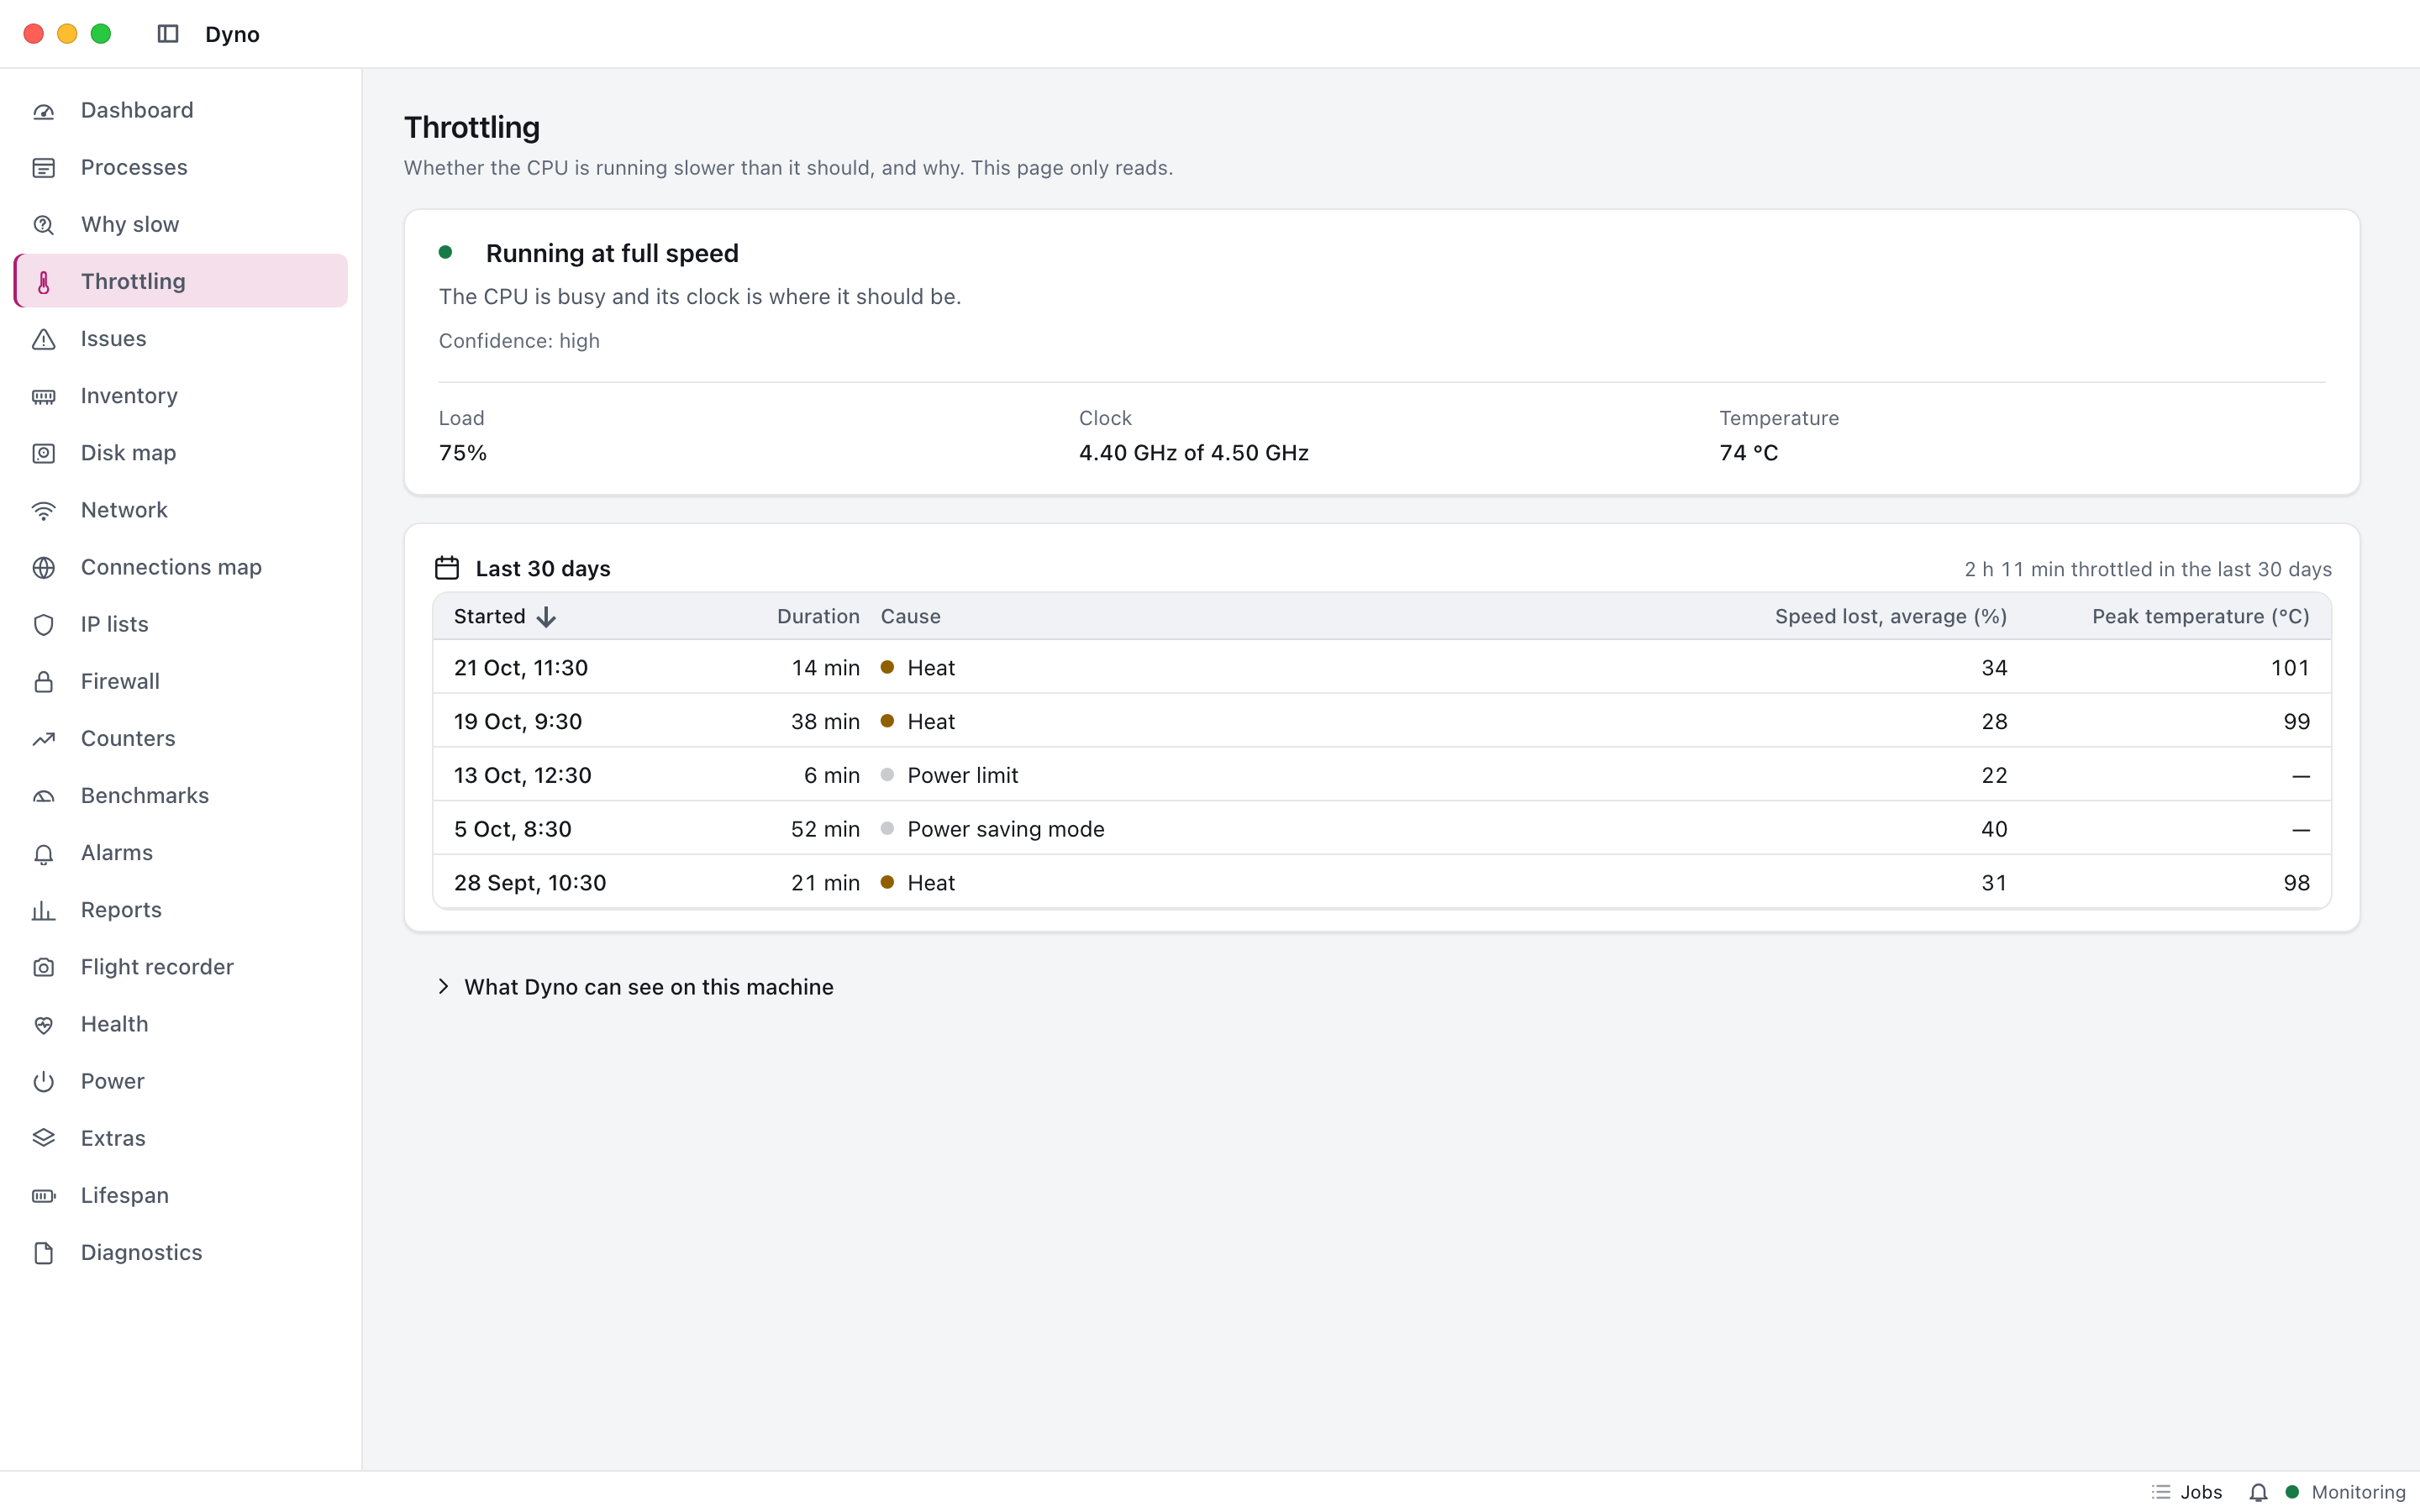 Dyno
Dashboard
Processes
Why slow
Throttling
Issues
Inventory
Disk map
Network
Connections map
IP lists
Firewall
Counters
Benchmarks
Alarms
Reports
Flight recorder
Health
Power
Extras
Lifespan
Diagnostics
Throttling
Whether the CPU is running slower than it should, and why. This page only reads.
Running at full speed
The CPU is busy and its clock is where it should be.
Confidence: high
Load Clock Temperature
75% 4.40 GHz of 4.50 GHz 74 °C
Last 30 days 2 h 11 min throttled in the last 30 days
Started Duration Cause Speed lost, average (%) Peak temperature (°C)
21 Oct, 11:30 14 min Heat 34 101
19 Oct, 9:30 38 min Heat 28 99
13 Oct, 12:30 6 min Power limit 22 —
5 Oct, 8:30 52 min Power saving mode 40 —
28 Sept, 10:30 21 min Heat 31 98
What Dyno can see on this machine
Jobs Monitoring